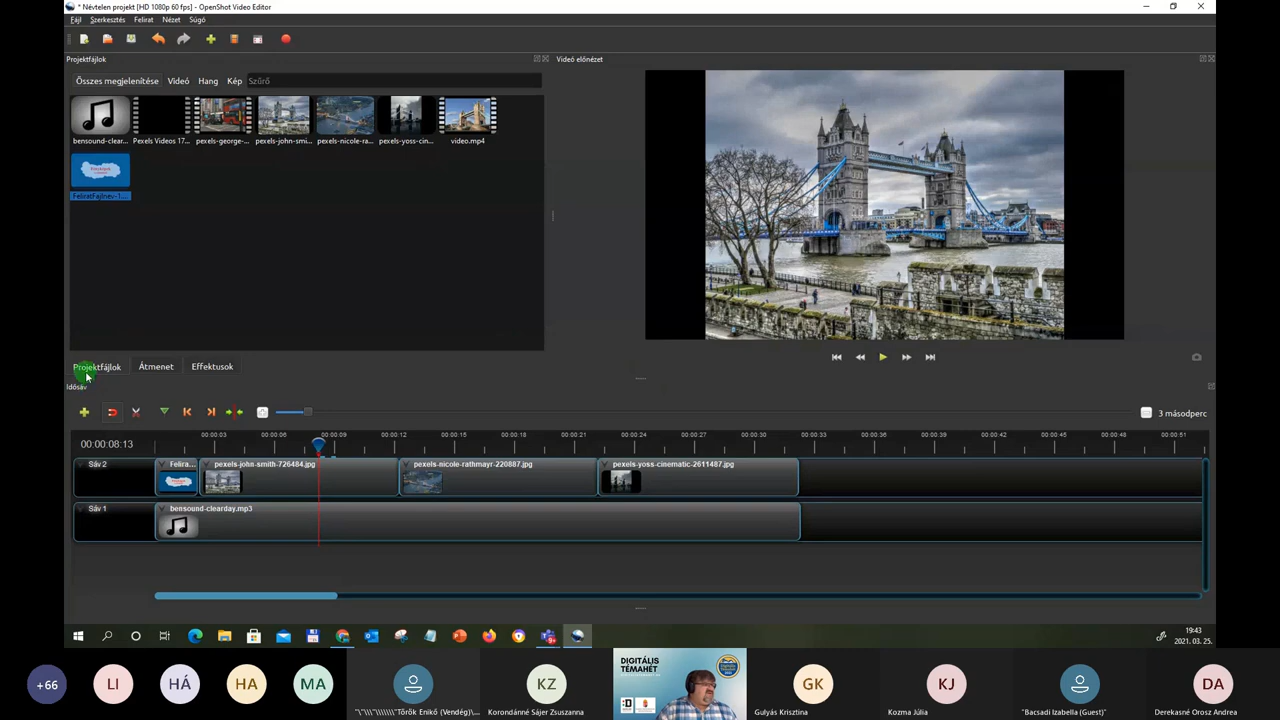 * Névtelen projekt [HD 1080p 60 fps] - OpenShot Video Editor
Fájl Szerkesztés Felirat Nézet Súgó
Projektfájlok
Videó előnézet
Összes megjelenítése Videó Hang Kép Szűrő
bensound-clear...
Pexels Videos 17...
pexels-george-...
pexels-john-smi...
pexels-nicole-ra...
pexels-yoss-cin...
video.mp4
FeliratFajlnev-1...
Projektfájlok Átmenet Effektusok
Idősáv
3 másodperc
00:00:08:13
00:00:03 00:00:06 00:00:09 00:00:12 00:00:15 00:00:18 00:00:21 00:00:24 00:00:27 00:00:30 00:00:33 00:00:36 00:00:39 00:00:42 00:00:45 00:00:48 00:00:51
Sáv 2 Felira... pexels-john-smith-726484.jpg pexels-nicole-rathmayr-220887.jpg pexels-yoss-cinematic-2611487.jpg
Sáv 1 bensound-clearday.mp3
19:43
2021. 03. 25.
+66 LI HÁ HA MA KZ GK KJ DA
DIGITÁLIS
TÉMAHÉT
"\"\\\"\\\\\\\"Török Enikő (Vendég)\...
Korondánné Sájer Zsuzsanna
Gulyás Krisztina
Kozma Júlia
"Bacsadi Izabella (Guest)"
Derekasné Orosz Andrea